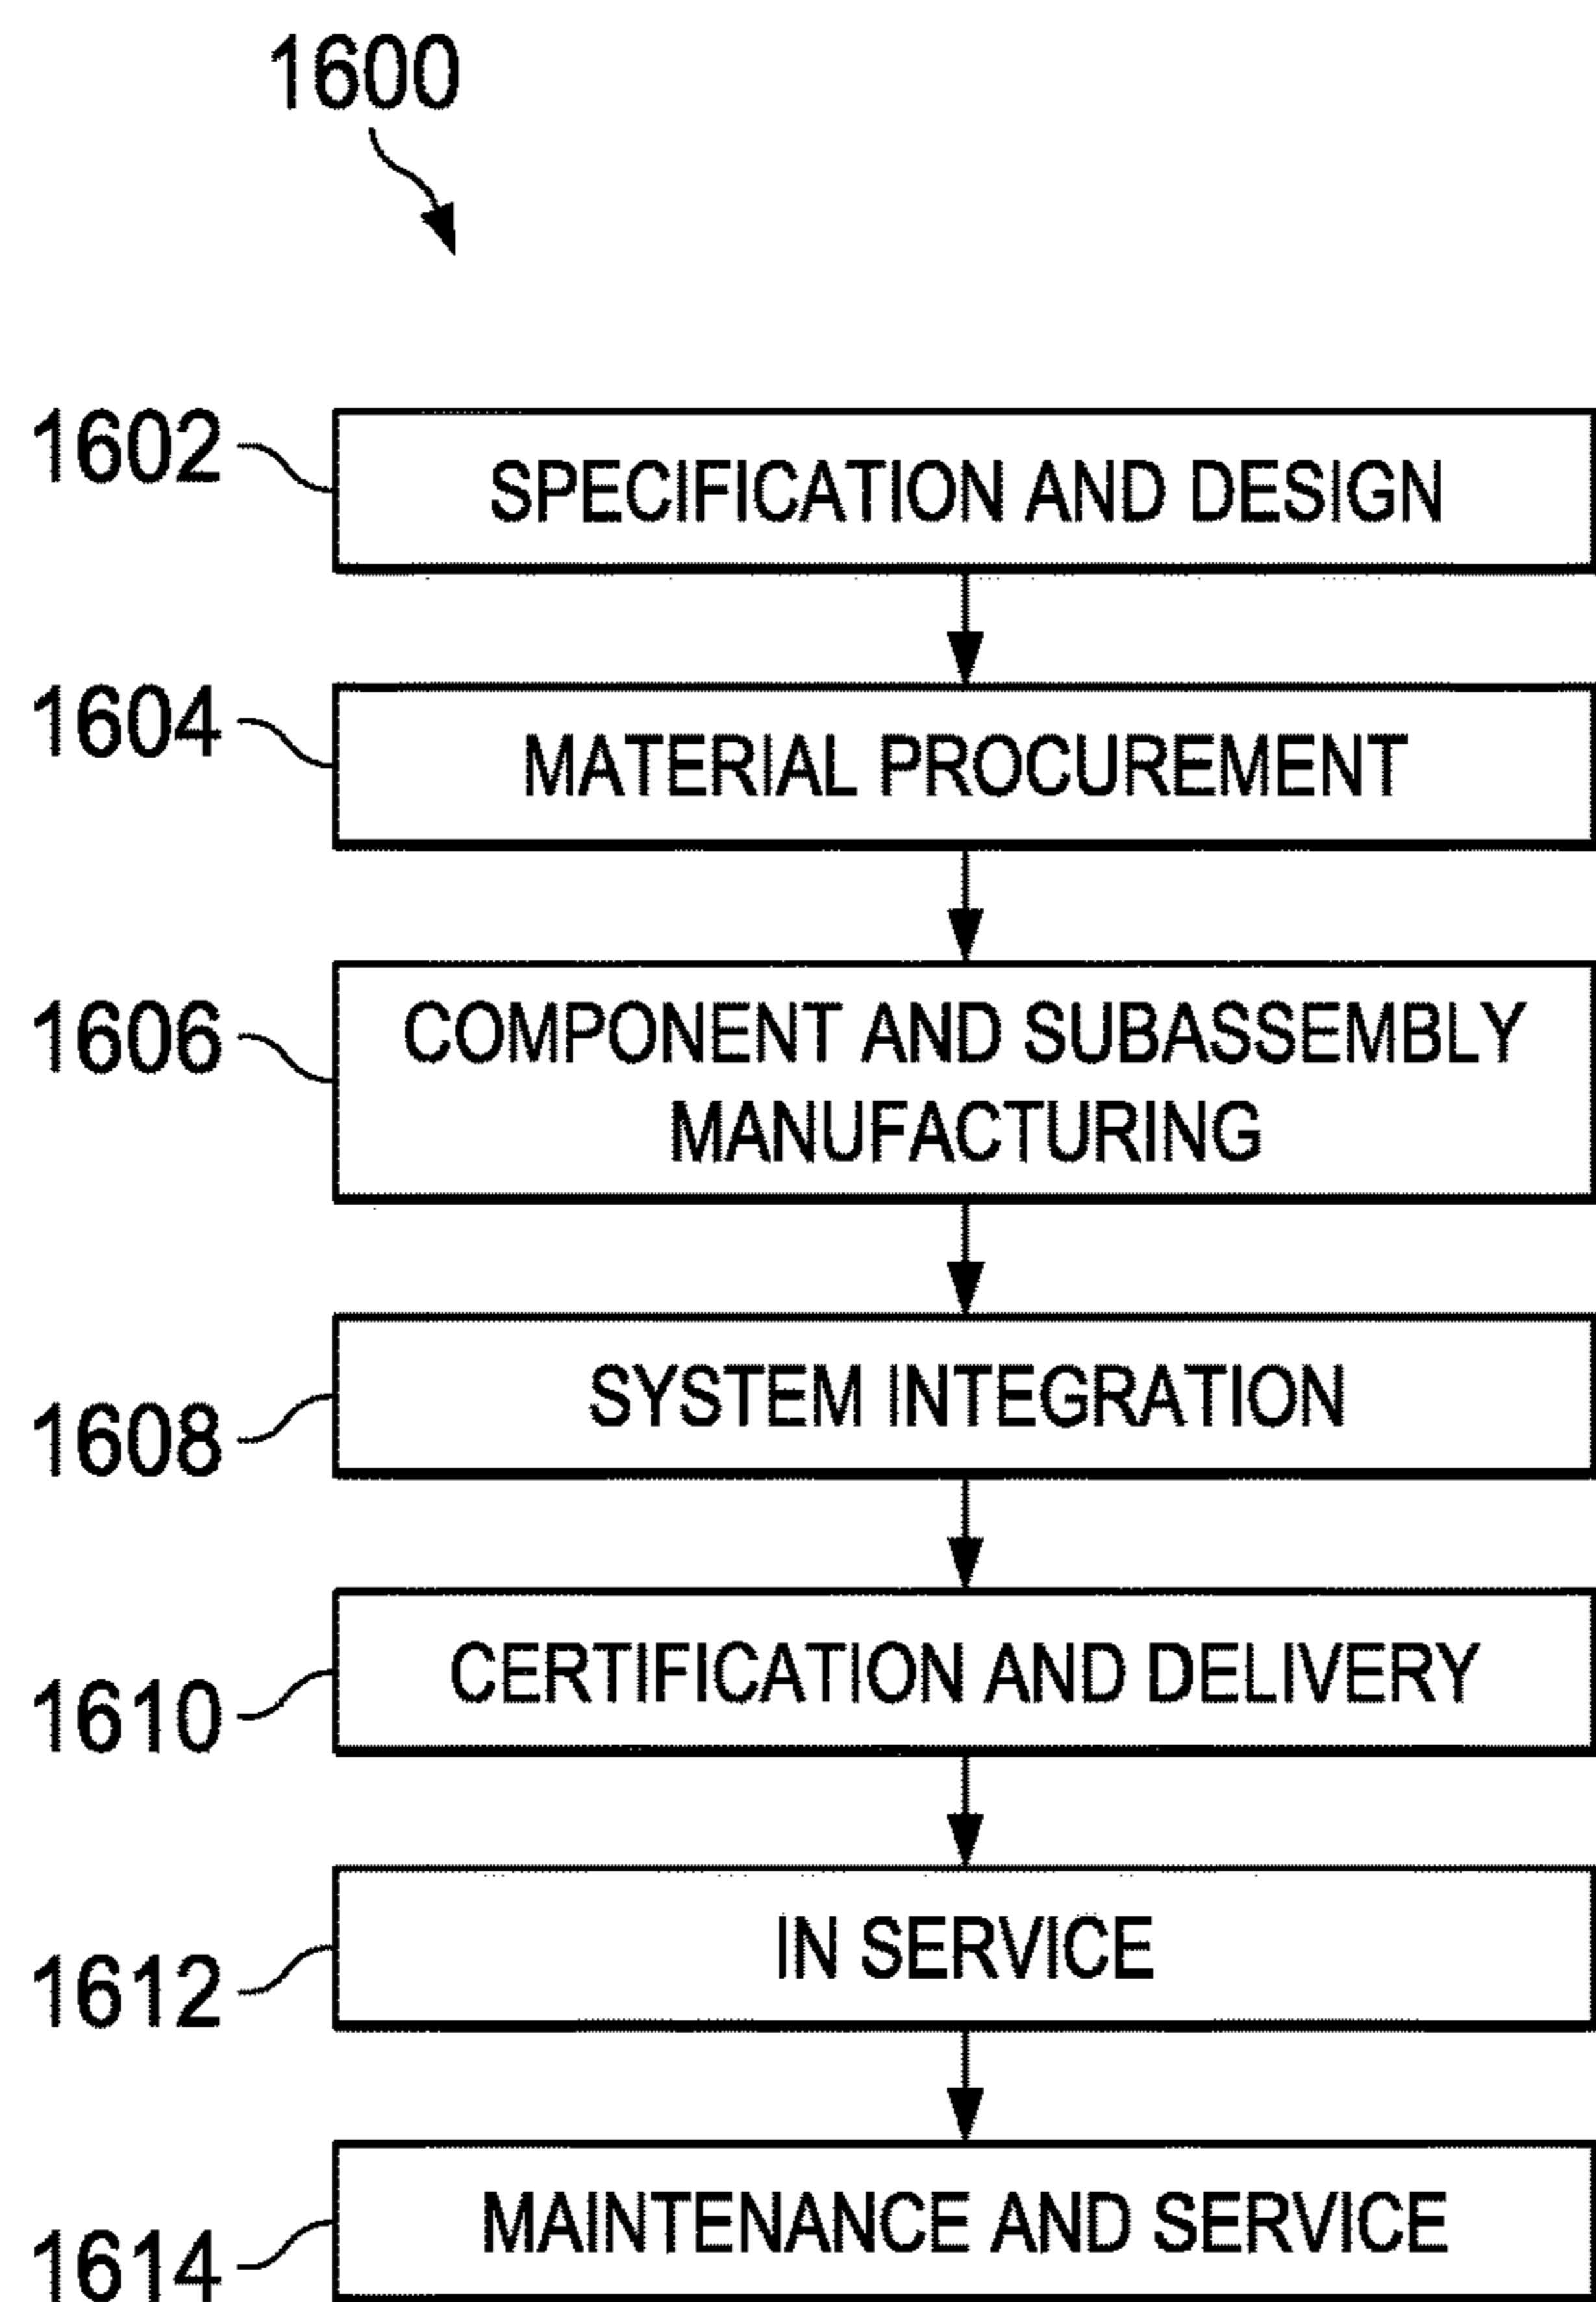 1600
1602
SPECIFICATION AND DESIGN
1604
MATERIAL PROCUREMENT
1606
COMPONENT AND SUBASSEMBLY
MANUFACTURING
1608
SYSTEM INTEGRATION
1610
CERTIFICATION AND DELIVERY
1612
IN SERVICE
1614
MAINTENANCE AND SERVICE